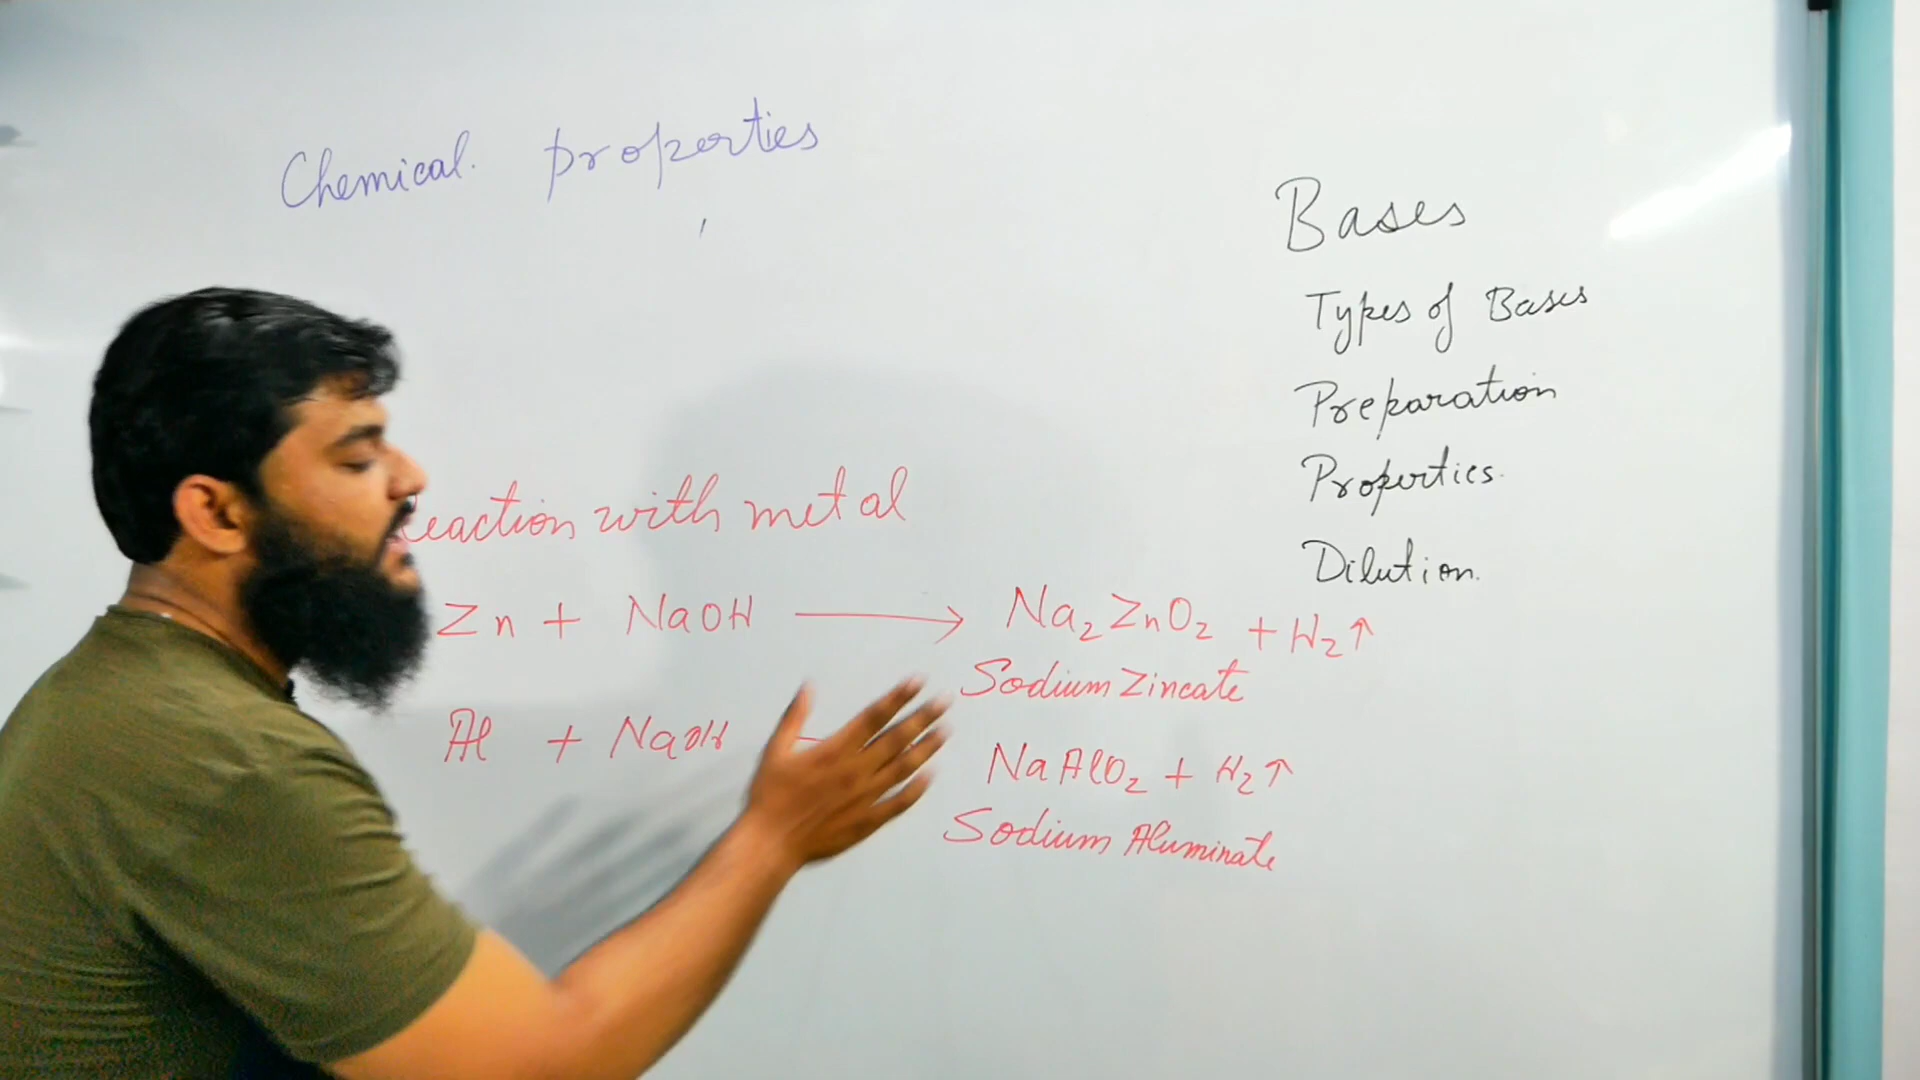 Chemical. properties
Reaction with metal
Zn + NaOH ⟶ Na₂ZnO₂ + H₂↑
Sodium Zincate
Al + NaOH NaAlO₂ + H₂↑
Sodium Aluminate
Bases
Types of Bases
Preparation
Properties.
Dilution.